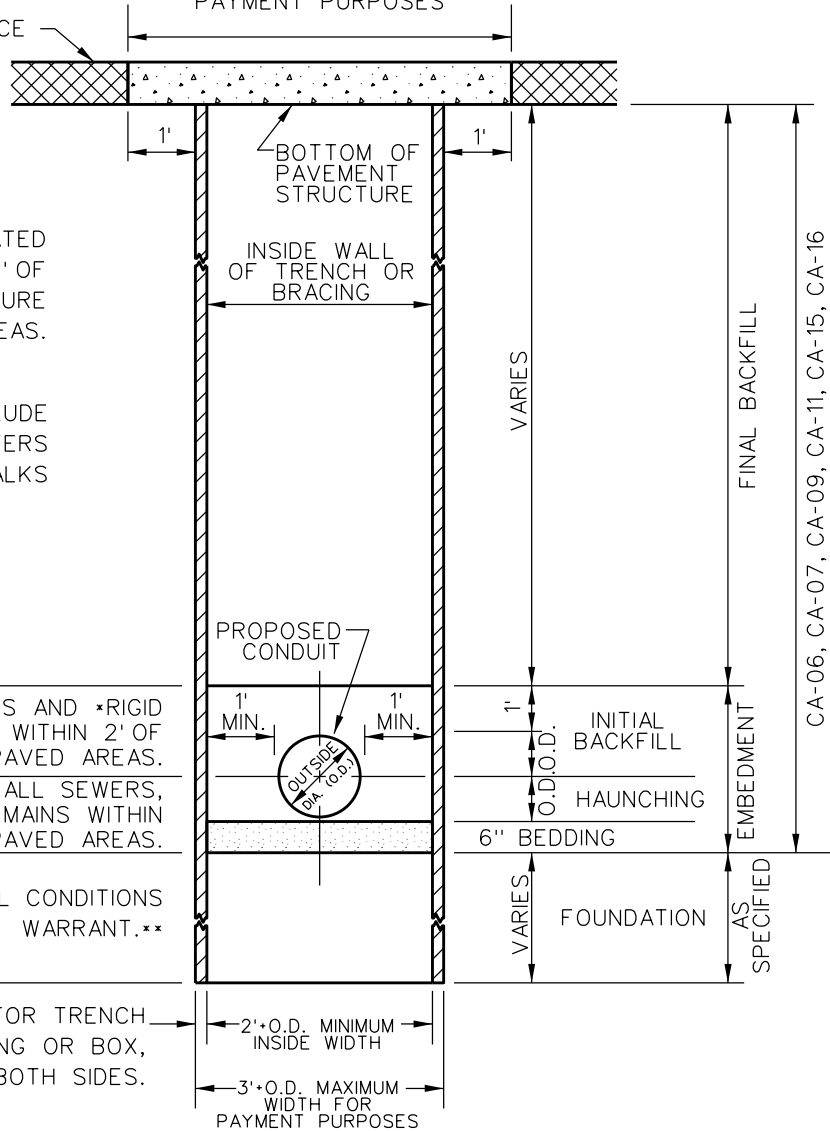 PAYMENT PURPOSES
CE
1'
1'
BOTTOM OF
PAVEMENT
STRUCTURE
TED
' OF
URE
EAS.
INSIDE WALL
OF TRENCH OR
BRACING
UDE
ERS
ALKS
VARIES
FINAL BACKFILL
CA-06, CA-07, CA-09, CA-11, CA-15, CA-16
PROPOSED
CONDUIT
S AND *RIGID
WITHIN 2' OF
PAVED AREAS.
1'
MIN.
1'
MIN.
1'
INITIAL
BACKFILL
OUTSIDE
DIA. (O.D.)
O.D.
O.D.
HAUNCHING
EMBEDMENT
ALL SEWERS,
MAINS WITHIN
PAVED AREAS.
6" BEDDING
L CONDITIONS
WARRANT.**
VARIES
FOUNDATION
AS
SPECIFIED
FOR TRENCH
NG OR BOX,
BOTH SIDES.
2'+O.D. MINIMUM
INSIDE WIDTH
3'+O.D. MAXIMUM
WIDTH FOR
PAYMENT PURPOSES